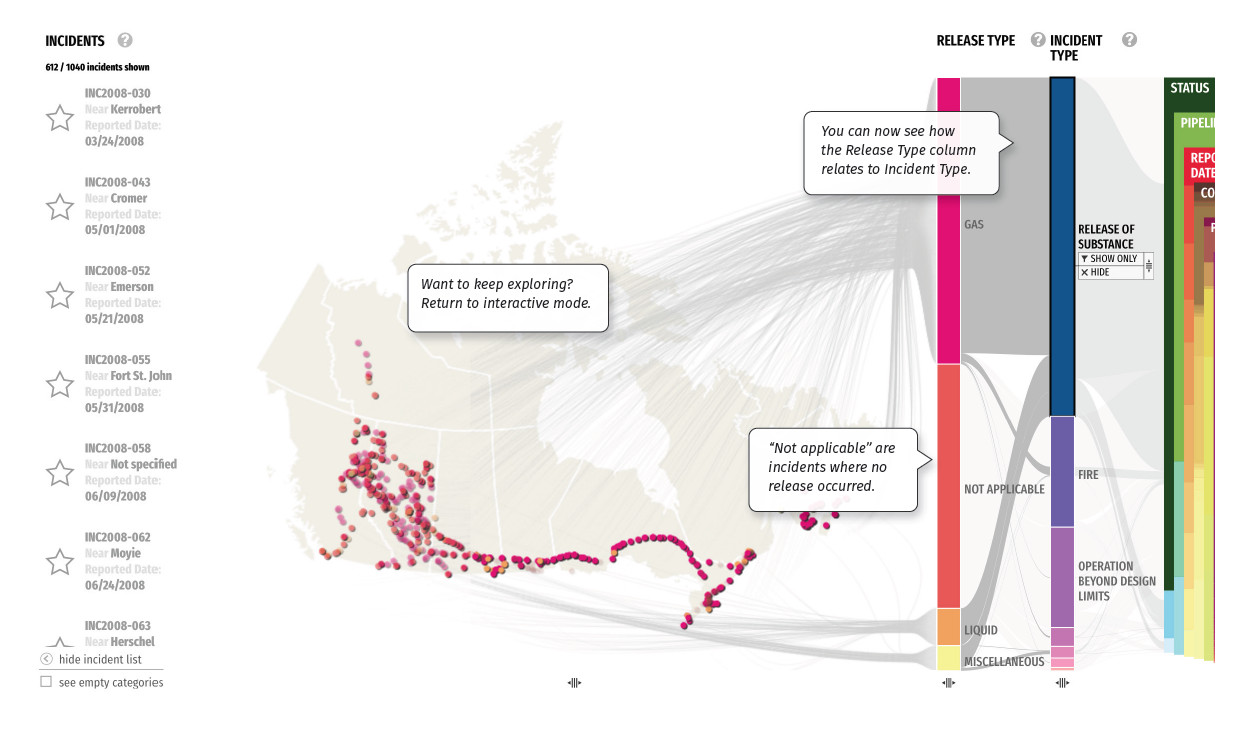 INCIDENTS ?
612 / 1040 incidents shown
INC2008-030
Near Kerrobert
Reported Date:
03/24/2008
INC2008-043
Near Cromer
Reported Date:
05/01/2008
INC2008-052
Near Emerson
Reported Date:
05/21/2008
INC2008-055
Near Fort St. John
Reported Date:
05/31/2008
INC2008-058
Near Not specified
Reported Date:
06/09/2008
INC2008-062
Near Moyie
Reported Date:
06/24/2008
INC2008-063
Near Herschel
hide incident list
see empty categories
Want to keep exploring?
Return to interactive mode.
You can now see how
the Release Type column
relates to Incident Type.
“Not applicable” are
incidents where no
release occurred.
RELEASE TYPE ?
GAS
NOT APPLICABLE
LIQUID
MISCELLANEOUS
INCIDENT ?
TYPE
RELEASE OF
SUBSTANCE
SHOW ONLY
HIDE
FIRE
OPERATION
BEYOND DESIGN
LIMITS
STATUS
PIPELI
REPO
DATE
CO